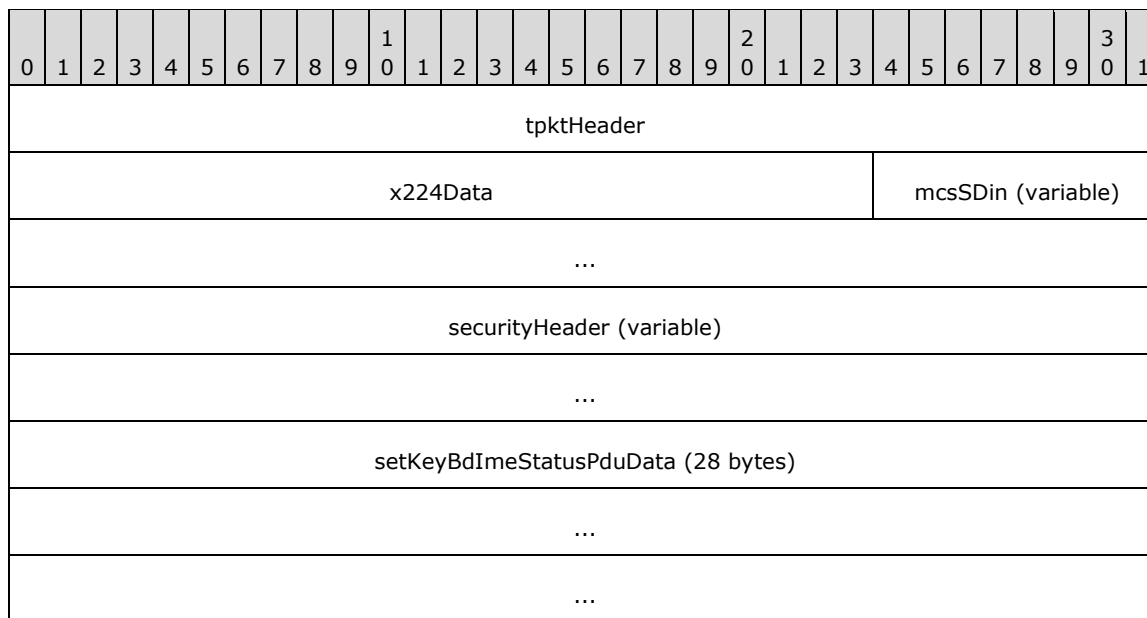 1 2 3
0 1 2 3 4 5 6 7 8 9 0 1 2 3 4 5 6 7 8 9 0 1 2 3 4 5 6 7 8 9 0 1
tpktHeader
x224Data mcsSDin (variable)
...
securityHeader (variable)
...
setKeyBdImeStatusPduData (28 bytes)
...
...